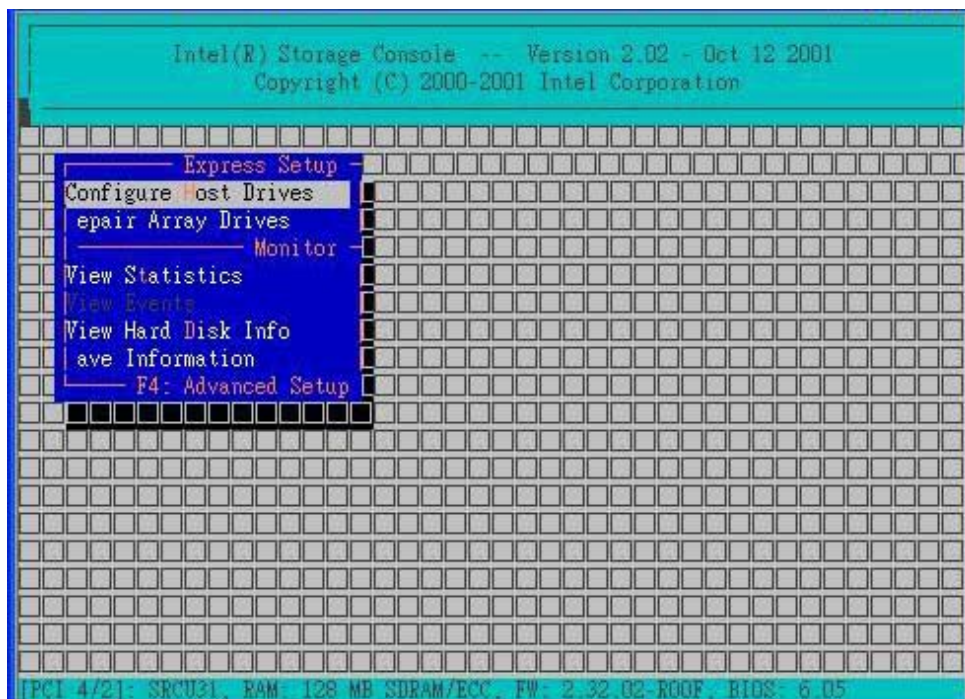 Intel(R) Storage Console -- Version 2.02 - Oct 12 2001
Copyright (C) 2000-2001 Intel Corporation
Express Setup
Configure Host Drives
epair Array Drives
Monitor
View Statistics
View Events
View Hard Disk Info
ave Information
F4: Advanced Setup
[PCI 4/21: SRCU31, RAM: 128 MB SDRAM/ECC, FW: 2.32.02-R00F, BIOS: 6.05